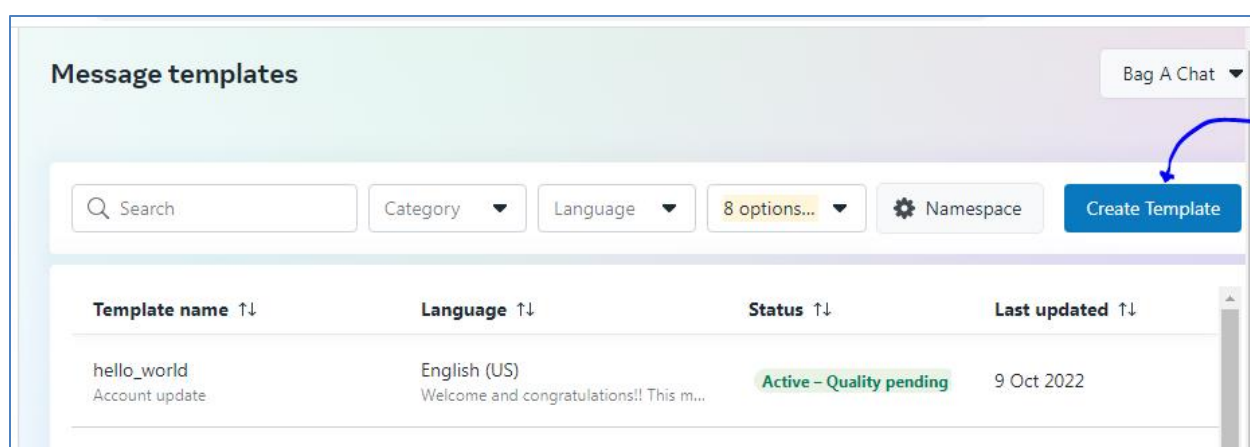 Message templates
Bag A Chat
Search
Category
Language
8 options...
Namespace
Create Template
Template name ↑↓ Language ↑↓ Status ↑↓ Last updated ↑↓
hello_world English (US) Active – Quality pending 9 Oct 2022
Account update Welcome and congratulations!! This m...